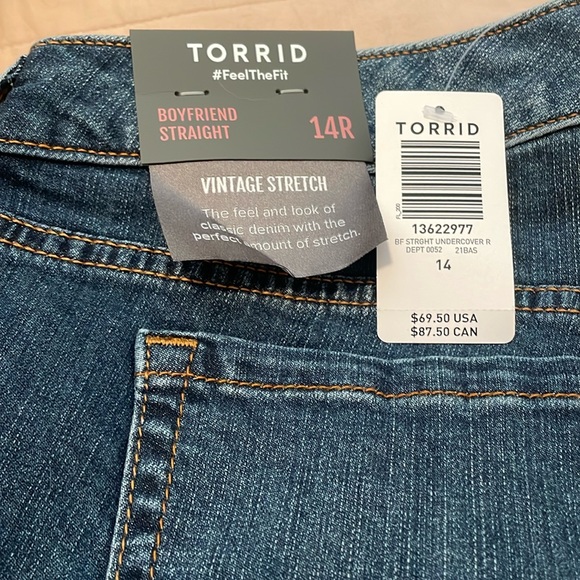 TORRID
#FeelTheFit
BOYFRIEND
STRAIGHT
14R
VINTAGE STRETCH
The feel and look of
classic denim with the
perfect amount of stretch.
TORRID
13622977
BF STRGHT UNDERCOVER R
DEPT 0052 21BAS
14
$69.50 USA
$87.50 CAN